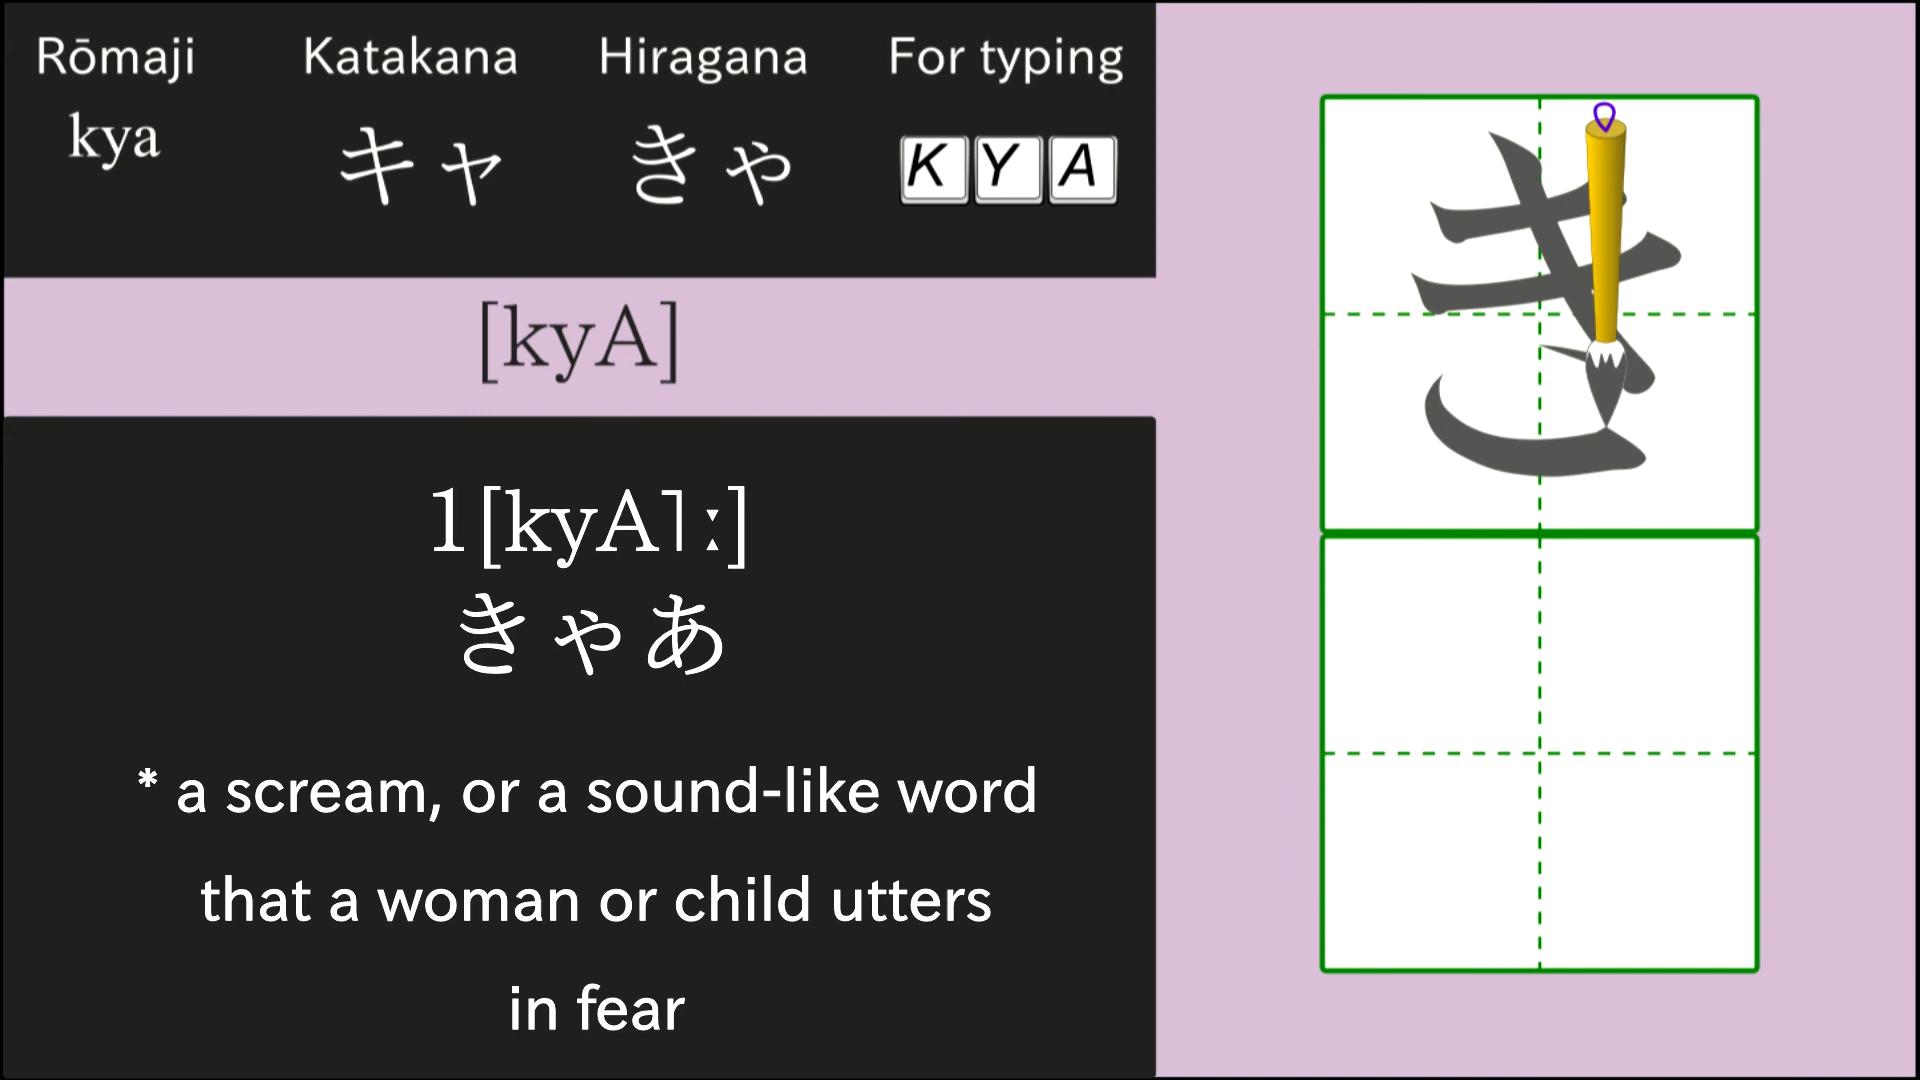 Rōmaji Katakana Hiragana For typing
kya キャ きゃ K Y A
[kyA]
1[kyA˥ː]
きゃあ
* a scream, or a sound-like word
that a woman or child utters
in fear
き